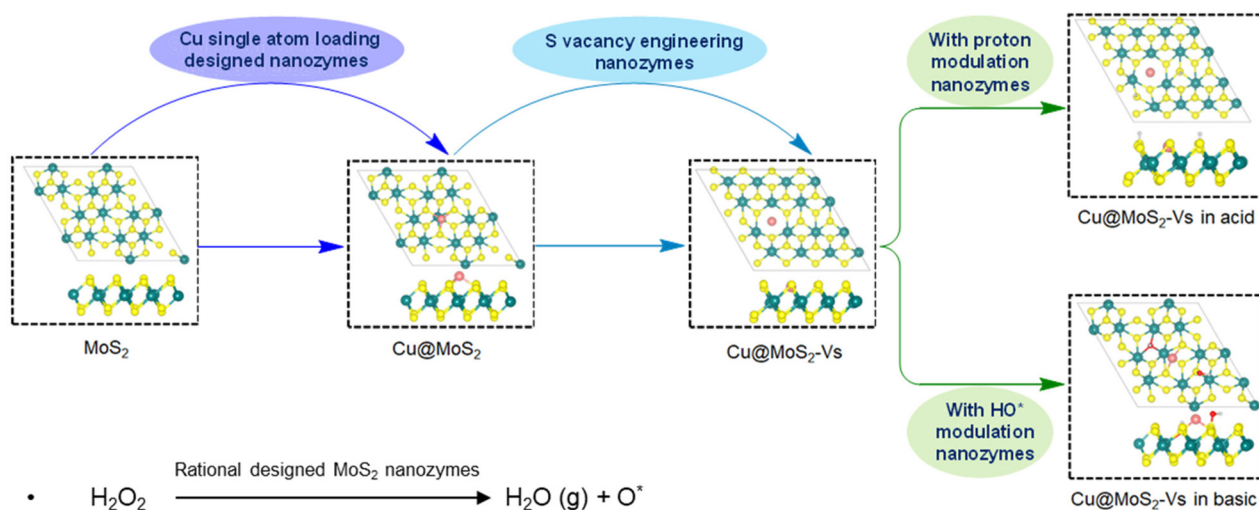 Cu single atom loading
designed nanozymes
S vacancy engineering
nanozymes
With proton
modulation
nanozymes
MoS₂
Cu@MoS₂
Cu@MoS₂-Vs
Cu@MoS₂-Vs in acid
With HO*
modulation
nanozymes
Cu@MoS₂-Vs in basic
Rational designed MoS₂ nanozymes
• H₂O₂ H₂O (g) + O*